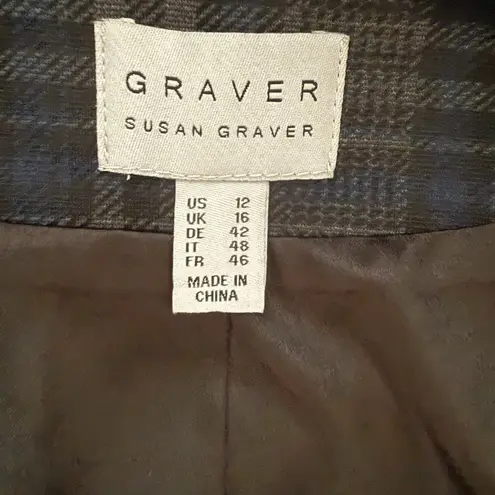 GRAVER
SUSAN GRAVER
US 12
UK 16
DE 42
IT 48
FR 46
MADE IN
CHINA